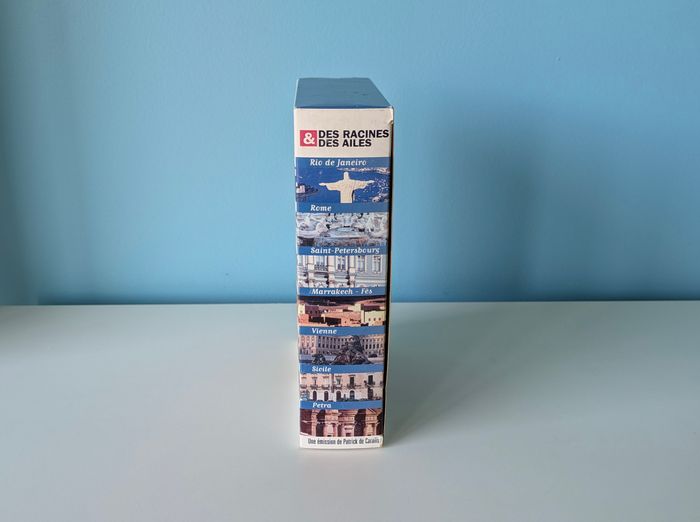 & DES RACINES
DES AILES
Rio de Janeiro
Rome
Saint-Petersbourg
Marrakech - Fès
Vienne
Sicile
Petra
Une émission de Patrick de Carolis